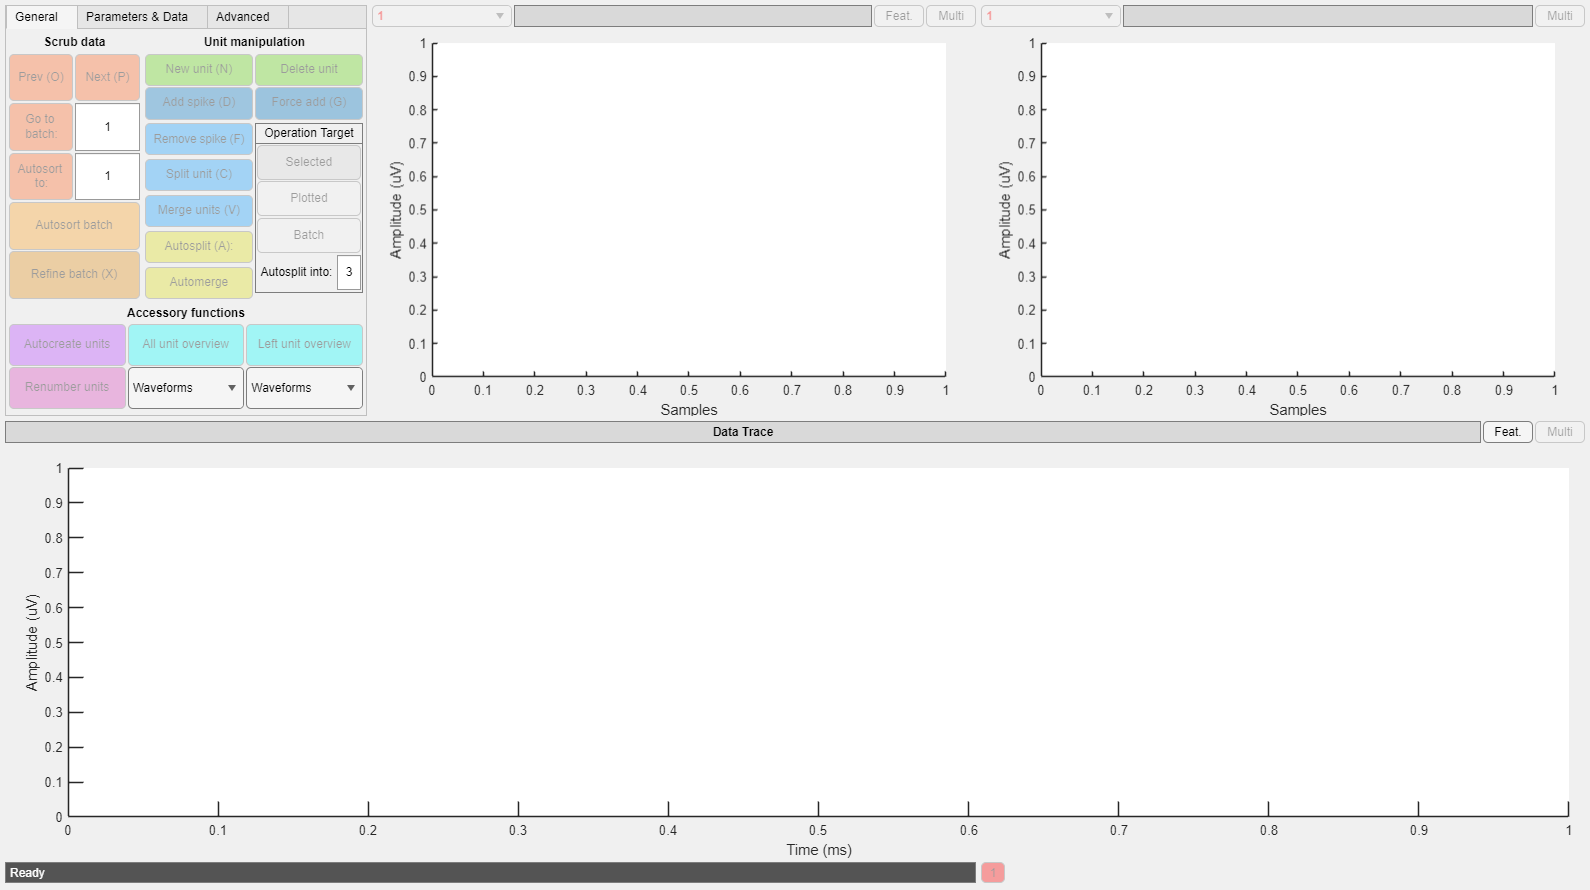 General
Parameters & Data
Advanced
Scrub data
Unit manipulation
Prev (O)
Next (P)
New unit (N)
Delete unit
Add spike (D)
Force add (G)
Go to
batch:
1
Remove spike (F)
Operation Target
Selected
Autosort
to:
1
Split unit (C)
Plotted
Autosort batch
Merge units (V)
Batch
Autosplit (A):
Refine batch (X)
Automerge
Autosplit into:
3
Accessory functions
Autocreate units
All unit overview
Left unit overview
Renumber units
Waveforms
Waveforms
1
Feat.
Multi
1
0.9
0.8
0.7
0.6
0.5
0.4
0.3
0.2
0.1
0
Amplitude (uV)
0 0.1 0.2 0.3 0.4 0.5 0.6 0.7 0.8 0.9 1
Samples
1
Multi
1
0.9
0.8
0.7
0.6
0.5
0.4
0.3
0.2
0.1
0
Amplitude (uV)
0 0.1 0.2 0.3 0.4 0.5 0.6 0.7 0.8 0.9 1
Samples
Data Trace
Feat.
Multi
1
0.9
0.8
0.7
0.6
0.5
0.4
0.3
0.2
0.1
0
Amplitude (uV)
0 0.1 0.2 0.3 0.4 0.5 0.6 0.7 0.8 0.9 1
Time (ms)
Ready
1